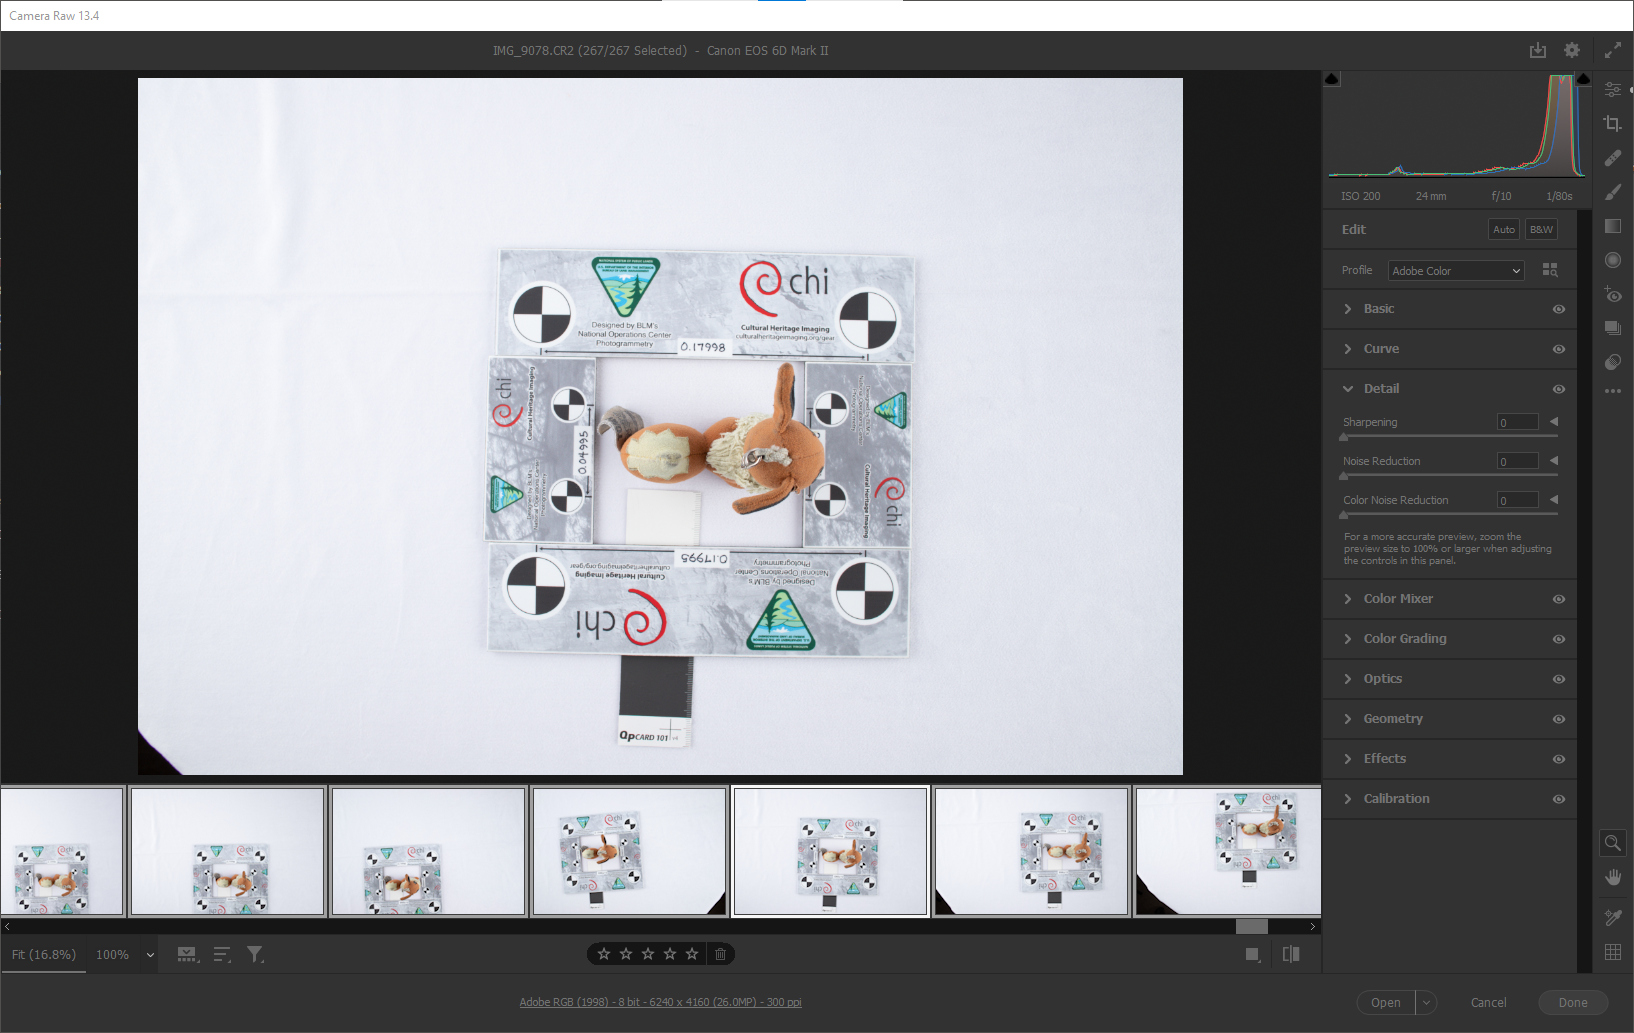 Camera Raw 13.4
IMG_9078.CR2 (267/267 Selected) - Canon EOS 6D Mark II
ISO 200 24 mm f/10 1/80s
Edit Auto B&W
Profile Adobe Color
Basic
Curve
Detail
Sharpening 0
Noise Reduction 0
Color Noise Reduction 0
For a more accurate preview, zoom the
preview size to 100% or larger when adjusting
the controls in this panel.
Color Mixer
Color Grading
Optics
Geometry
Effects
Calibration
chi
Designed by BLM's
National Operations Center
Photogrammetry
Cultural Heritage Imaging
culturalheritageimaging.org/gear
0.17998
chi
Cultural Heritage Imaging
0.04995
Designed by BLM's
National Operations Center
Cultural Heritage Imaging
chi
0.17995
Cultural Heritage Imaging
culturalheritageimaging.org/gear
Designed by BLM's
National Operations Center
Photogrammetry
chi
QpCARD 101
Fit (16.8%) 100%
Adobe RGB (1998) - 8 bit - 6240 x 4160 (26.0MP) - 300 ppi
Open Cancel Done